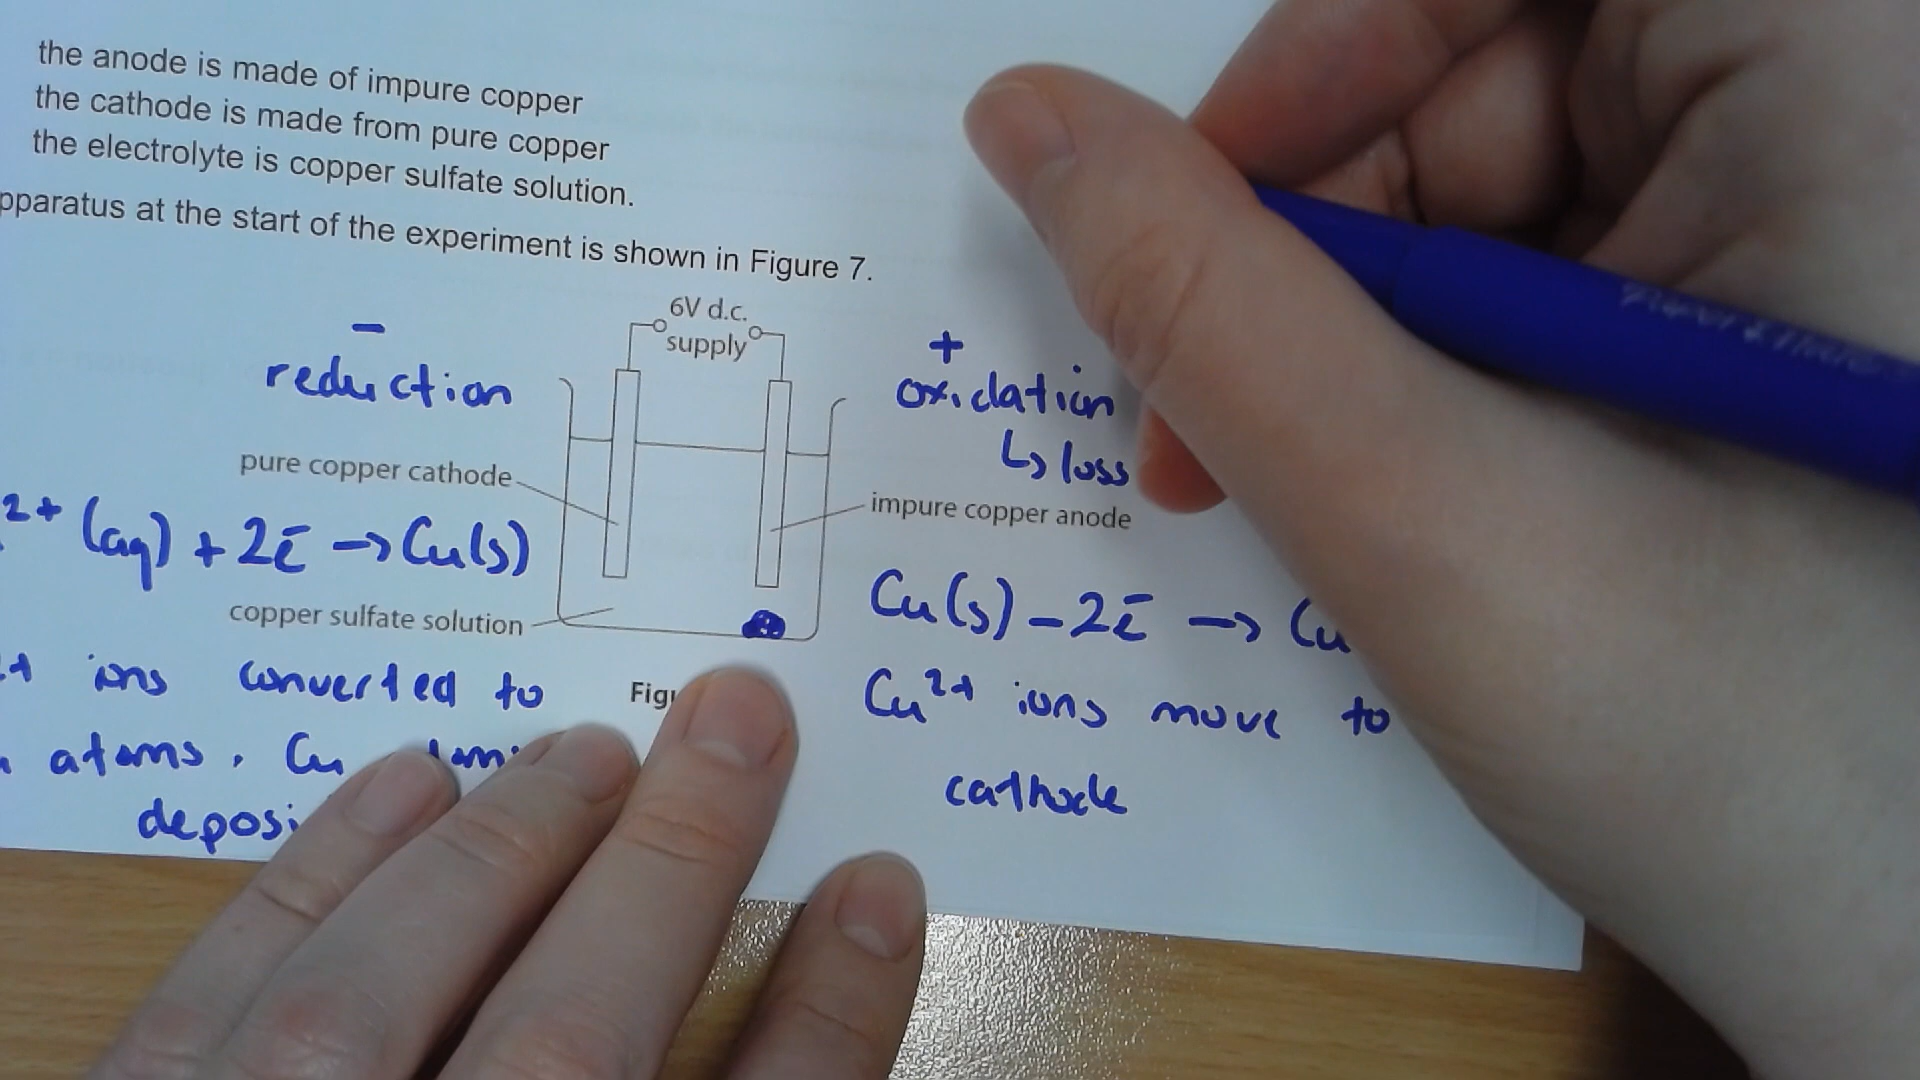 the anode is made of impure copper
the cathode is made from pure copper
the electrolyte is copper sulfate solution.
pparatus at the start of the experiment is shown in Figure 7.
6V d.c.
supply
−
reduction
+
oxidation
↳ loss
pure copper cathode
impure copper anode
2+ (aq) + 2e̅ → Cu(s)
Cu(s) − 2e̅ → Cu
copper sulfate solution
ions converted to
atoms. Cu
deposi
Figu
Cu²⁺ ions move to
cathode